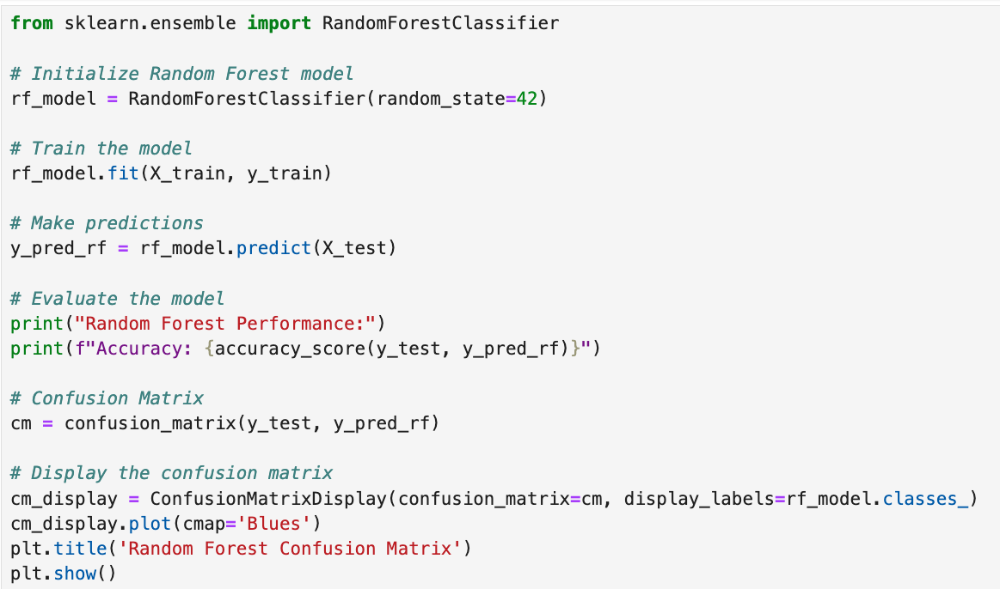 from sklearn.ensemble import RandomForestClassifier
# Initialize Random Forest model
rf_model = RandomForestClassifier(random_state=42)
# Train the model
rf_model.fit(X_train, y_train)
# Make predictions
y_pred_rf = rf_model.predict(X_test)
# Evaluate the model
print("Random Forest Performance:")
print(f"Accuracy: {accuracy_score(y_test, y_pred_rf)}")
# Confusion Matrix
cm = confusion_matrix(y_test, y_pred_rf)
# Display the confusion matrix
cm_display = ConfusionMatrixDisplay(confusion_matrix=cm, display_labels=rf_model.classes_)
cm_display.plot(cmap='Blues')
plt.title('Random Forest Confusion Matrix')
plt.show()